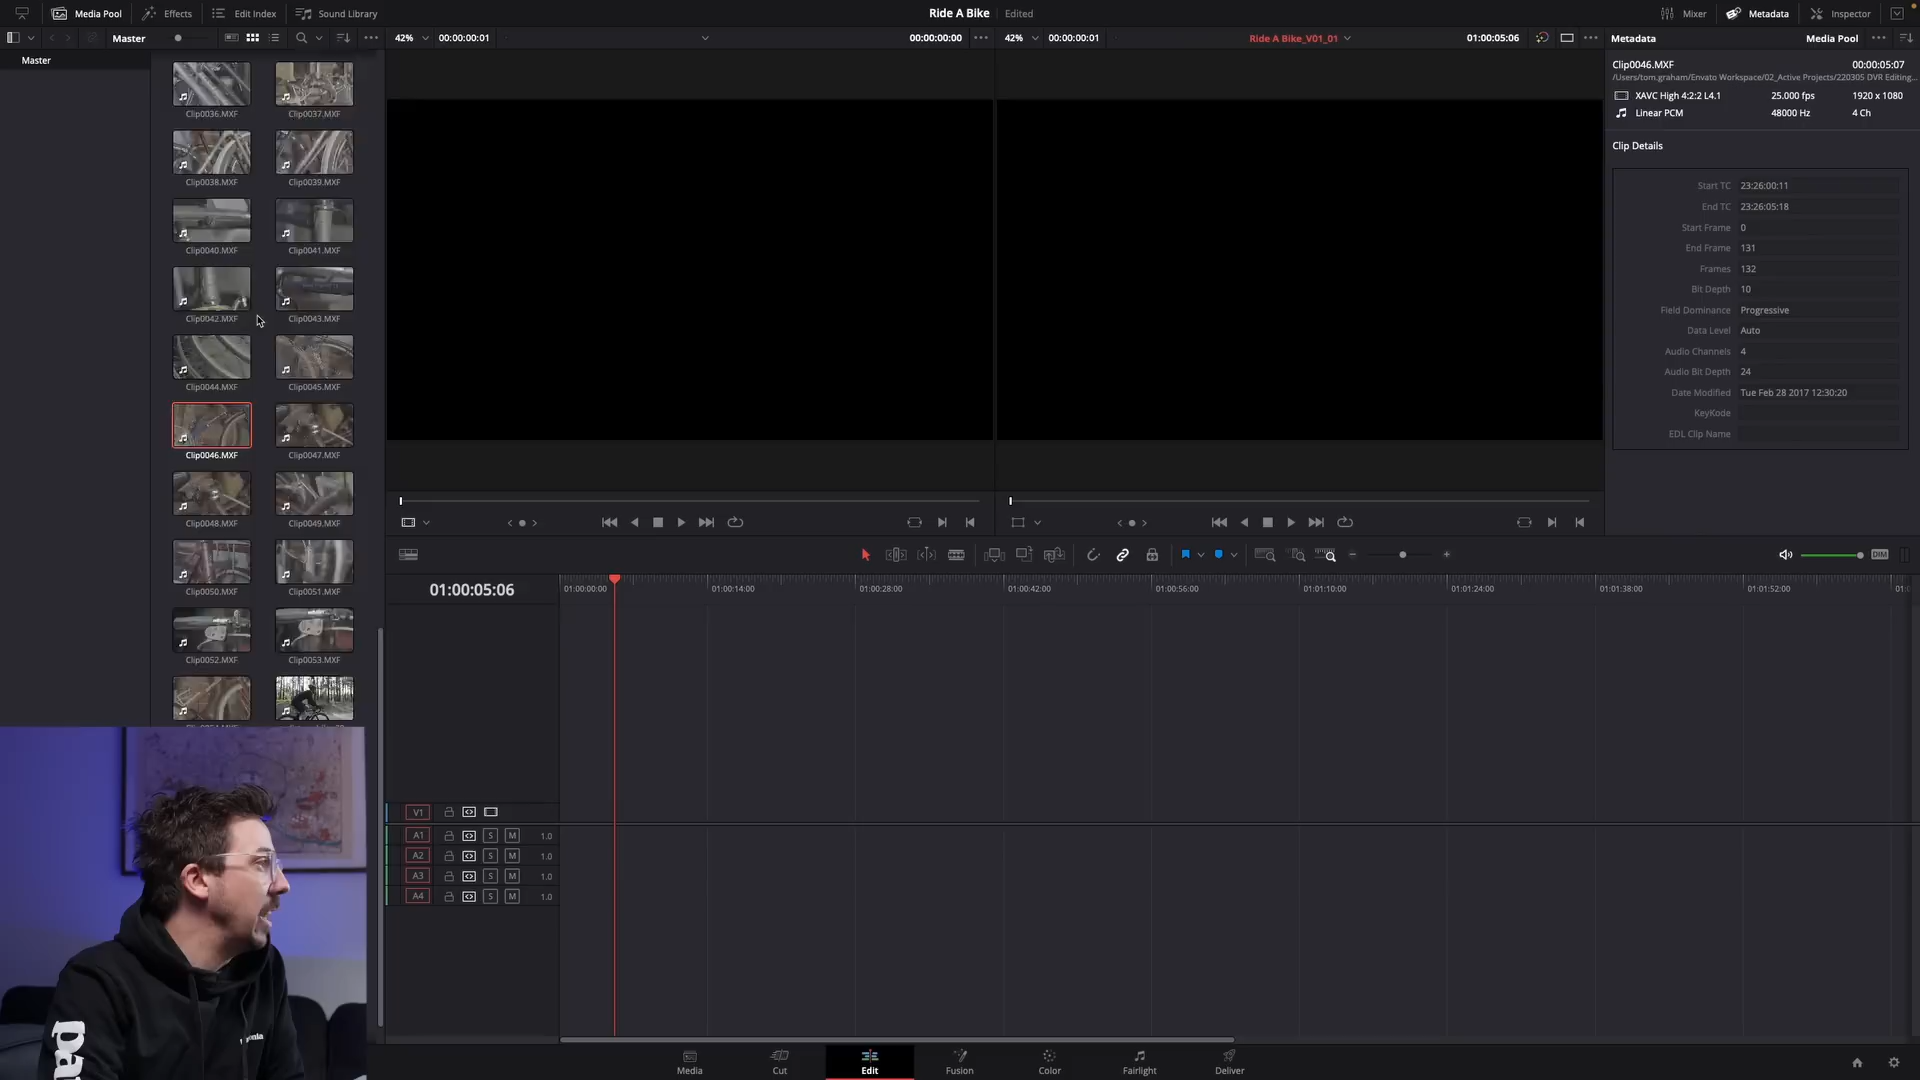 Media Pool
Effects
Edit Index
Sound Library
Ride A Bike
Edited
Mixer
Metadata
Inspector
Master
42%
00:00:00:01
00:00:00:00
42%
00:00:00:01
Ride A Bike_V01_01
01:00:05:06
Metadata
Media Pool
Master
Clip0036.MXF
Clip0037.MXF
Clip0038.MXF
Clip0039.MXF
Clip0040.MXF
Clip0041.MXF
Clip0042.MXF
Clip0043.MXF
Clip0044.MXF
Clip0045.MXF
Clip0046.MXF
Clip0047.MXF
Clip0048.MXF
Clip0049.MXF
Clip0050.MXF
Clip0051.MXF
Clip0052.MXF
Clip0053.MXF
Clip0046.MXF
00:00:05:07
/Users/tom.graham/Envato Workspace/02_Active Projects/220305 DVR Editing...
XAVC High 4:2:2 L4.1
25.000 fps
1920 x 1080
Linear PCM
48000 Hz
4 Ch
Clip Details
Start TC 23:26:00:11
End TC 23:26:05:18
Start Frame 0
End Frame 131
Frames 132
Bit Depth 10
Field Dominance Progressive
Data Level Auto
Audio Channels 4
Audio Bit Depth 24
Date Modified Tue Feb 28 2017 12:30:20
KeyKode
EDL Clip Name
DIM
01:00:05:06
01:00:00:00
01:00:14:00
01:00:28:00
01:00:42:00
01:00:56:00
01:01:10:00
01:01:24:00
01:01:38:00
01:01:52:00
V1
A1 S M 1.0
A2 S M 1.0
A3 S M 1.0
A4 S M 1.0
Media
Cut
Edit
Fusion
Color
Fairlight
Deliver